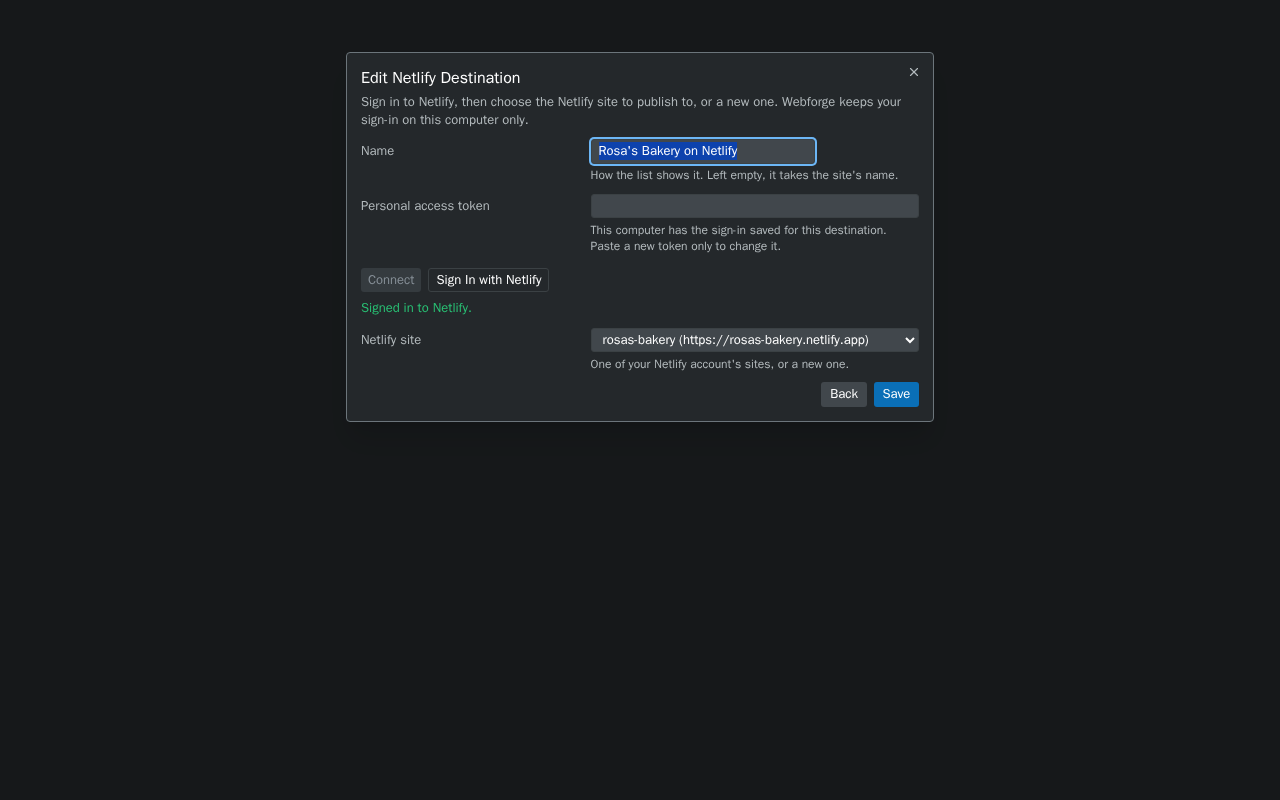 Edit Netlify Destination
×
Sign in to Netlify, then choose the Netlify site to publish to, or a new one. Webforge keeps your
sign-in on this computer only.
Name
Rosa's Bakery on Netlify
How the list shows it. Left empty, it takes the site's name.
Personal access token
This computer has the sign-in saved for this destination.
Paste a new token only to change it.
Connect
Sign In with Netlify
Signed in to Netlify.
Netlify site
rosas-bakery (https://rosas-bakery.netlify.app)
One of your Netlify account's sites, or a new one.
Back
Save